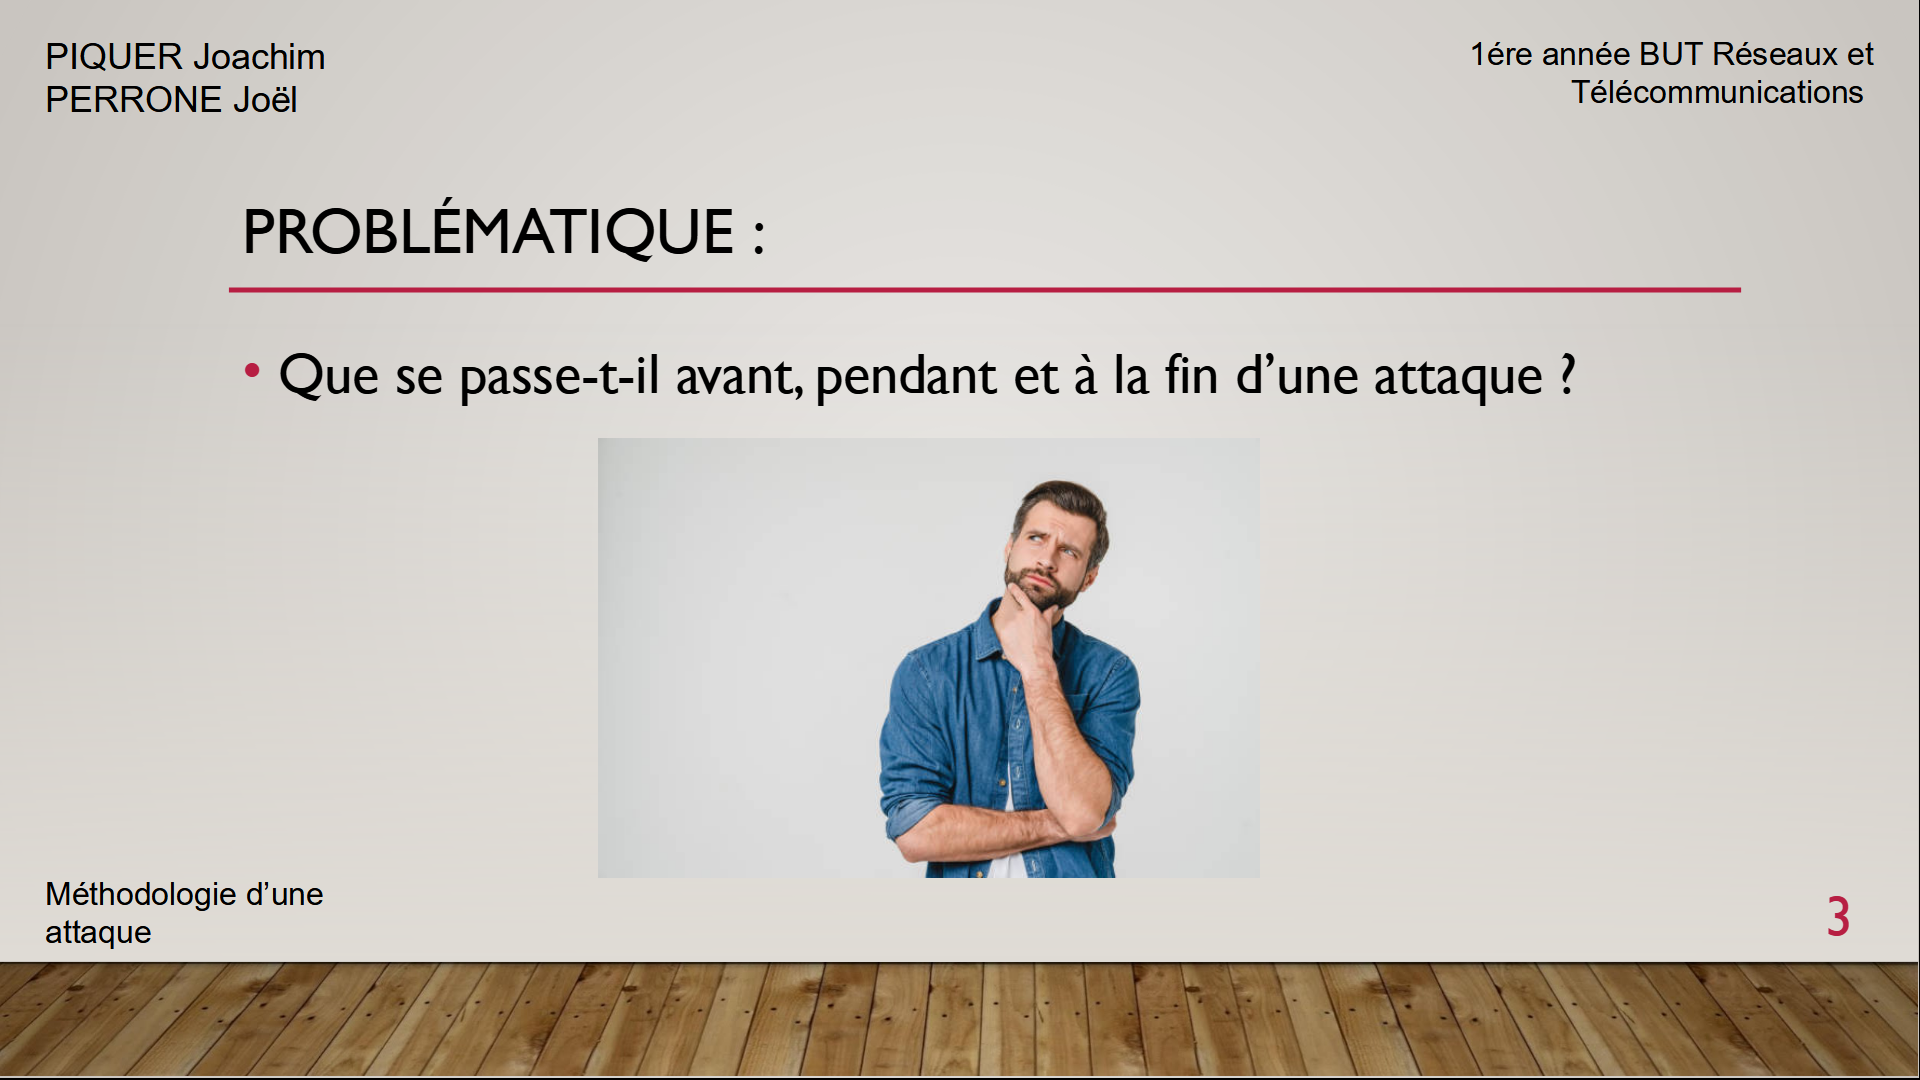 PIQUER Joachim
PERRONE Joël
1ére année BUT Réseaux et
Télécommunications
PROBLÉMATIQUE :
• Que se passe-t-il avant, pendant et à la fin d’une attaque ?
Méthodologie d’une
attaque
3